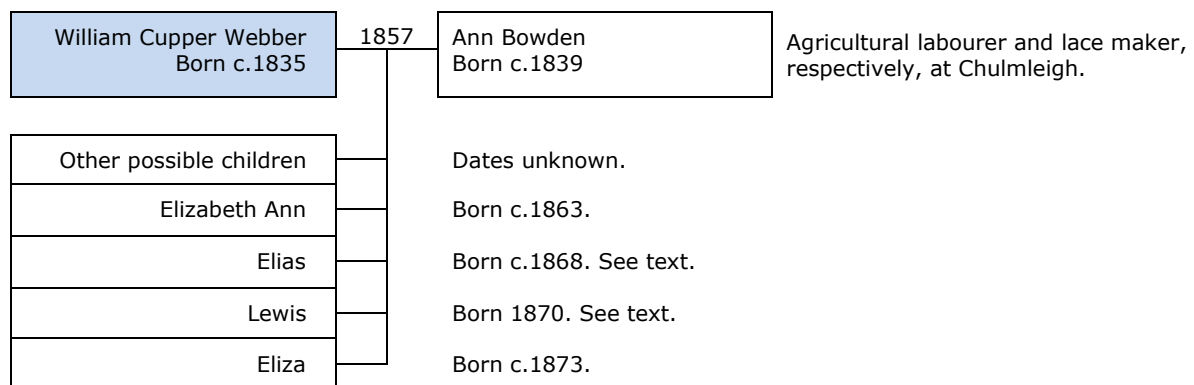 William Cupper Webber
Born c.1835
1857
Ann Bowden
Born c.1839
Agricultural labourer and lace maker,
respectively, at Chulmleigh.
Other possible children
Dates unknown.
Elizabeth Ann
Born c.1863.
Elias
Born c.1868. See text.
Lewis
Born 1870. See text.
Eliza
Born c.1873.